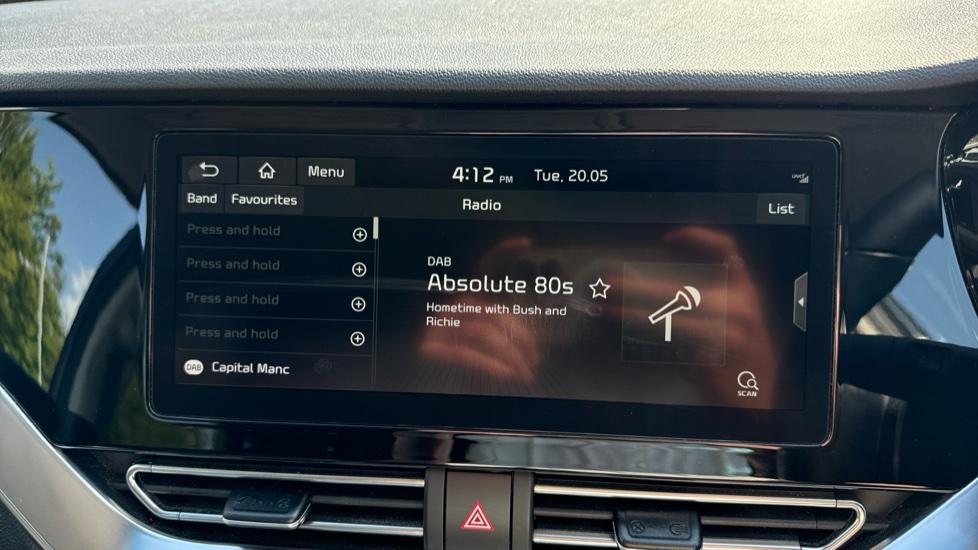 Menu
4:12 PM Tue, 20.05
Band Favourites
Radio
List
Press and hold
Press and hold
Press and hold
Press and hold
DAB Capital Manc
DAB
Absolute 80s
Hometime with Bush and
Richie
SCAN